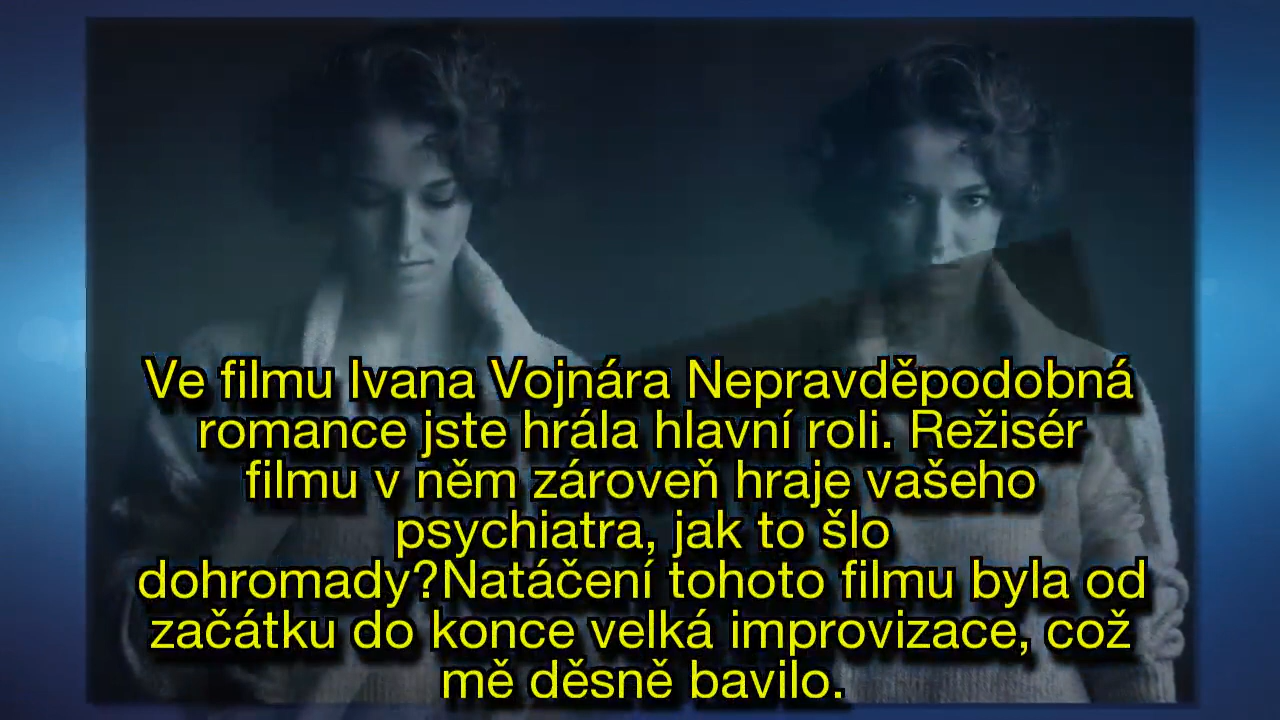 Ve filmu Ivana Vojnára Nepravděpodobná
romance jste hrála hlavní roli. Režisér
filmu v něm zároveň hraje vašeho
psychiatra, jak to šlo
dohromady?Natáčení tohoto filmu byla od
začátku do konce velká improvizace, což
mě děsně bavilo.